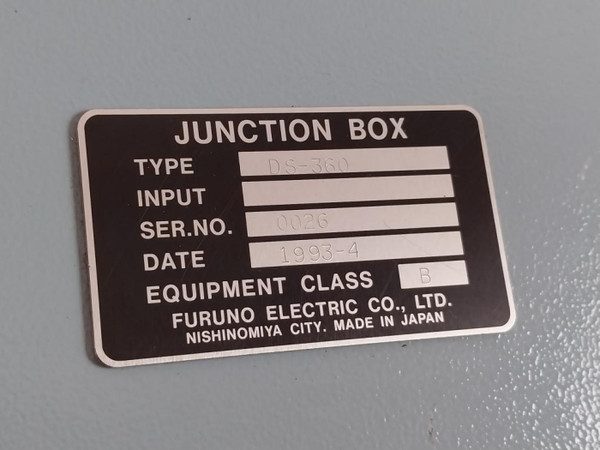 JUNCTION BOX
TYPE DS-360
INPUT
SER.NO. 0026
DATE 1993-4
EQUIPMENT CLASS B
FURUNO ELECTRIC CO., LTD.
NISHINOMIYA CITY. MADE IN JAPAN